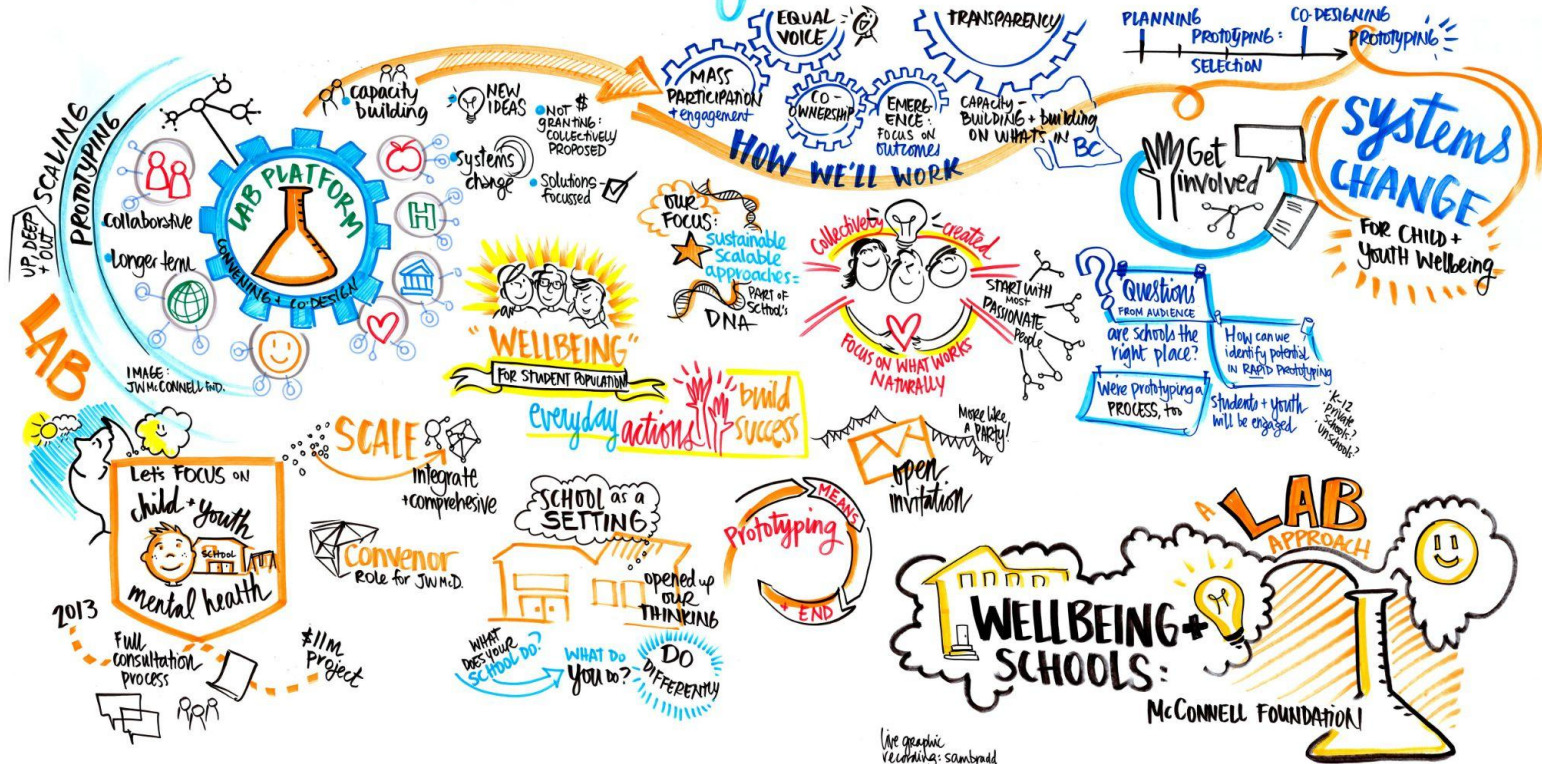 EQUAL
VOICE
TRANSPARENCY
PLANNING
PROTOTYPING:
SELECTION
CO-DESIGNING
PROTOTYPING
MASS
PARTICIPATION
+ engagement
CO-
OWNERSHIP
EMERG-
ENCE:
FOCUS ON
OUTCOMES
CAPACITY-
BUILDING + building
ON WHAT'S IN
BC
HOW WE'LL WORK
capacity
building
NEW
IDEAS
NOT $
GRANTING:
COLLECTIVELY
PROPOSED
systems
change
Solutions-
focussed
UP, DEEP
+ OUT
SCALING
PROTOTYPING
LAB
Collaborative
Longer term
LAB PLATFORM
CONVENING + CO-DESIGN
H
IMAGE:
JW McCONNELL FND.
OUR
FOCUS:
sustainable
scalable
approaches =
PART OF
SCHOOL'S
DNA
Collectively created
FOCUS ON WHAT WORKS
NATURALLY
START WITH
MOST
PASSIONATE
People
Get
involved
systems
CHANGE
FOR CHILD +
YOUTH Wellbeing
Questions
FROM AUDIENCE
are schools the
right place?
How can we
identify potential
IN RAPID PROTOTYPING
We're prototyping a
PROCESS, too
Students + youth
will be engaged
K-12
private
schools?
unschools?
"WELLBEING"
FOR STUDENT POPULATION
everyday actions
build
success
MORE LIKE
A PARTY!
open
invitation
SCALE
integrate
+comprehesive
Let's FOCUS ON
child + youth
SCHOOL
mental health
Convenor
ROLE FOR JWMcD.
2013
Full
consultation
process
$11M
Project
SCHOOL as a
SETTING
opened up
OUR
THINKING
WHAT
DOES YOUR
SCHOOL DO?
WHAT DO
YOU DO?
DO
DIFFERENTLY
Prototyping
MEANS
+ END
A LAB
APPROACH
WELLBEING +
SCHOOLS:
McCONNELL FOUNDATION
live graphic
recording: sambradd